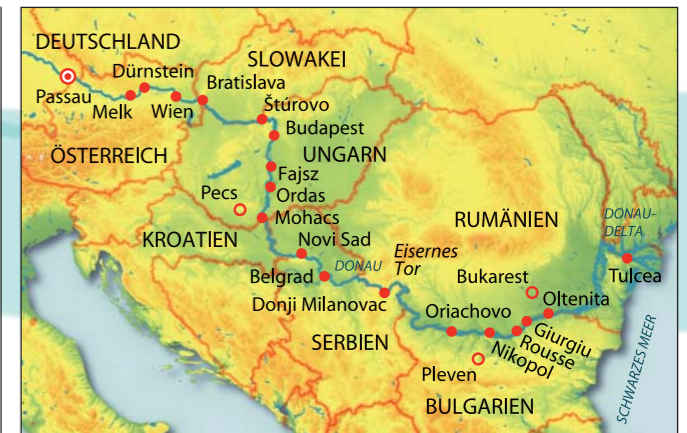 DEUTSCHLAND
SLOWAKEI
Dürnstein
Bratislava
Passau
Melk
Wien
Štúrovo
Budapest
ÖSTERREICH
UNGARN
Fajsz
Pecs
Ordas
Mohacs
RUMÄNIEN
DONAU-
DELTA
KROATIEN
Novi Sad
Eisernes
Tor
Belgrad
DONAU
Bukarest
Tulcea
Donji Milanovac
Oriachovo
Oltenita
Giurgiu
SERBIEN
Rousse
Nikopol
Pleven
BULGARIEN
SCHWARZES MEER